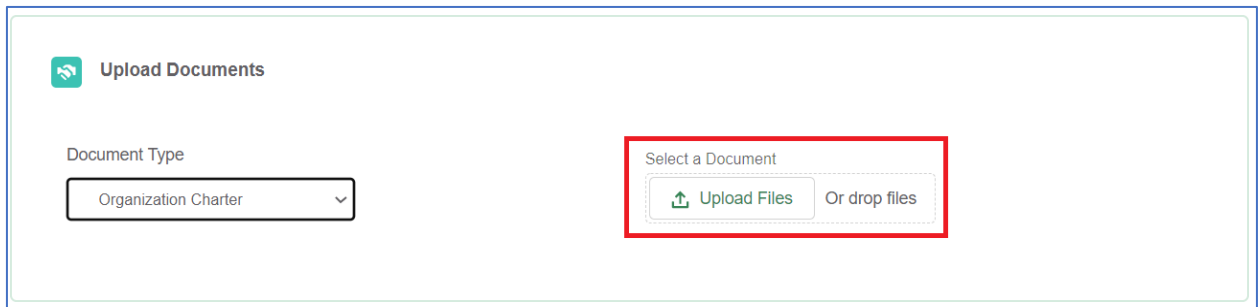 Upload Documents
Document Type
Select a Document
Organization Charter
Upload Files Or drop files